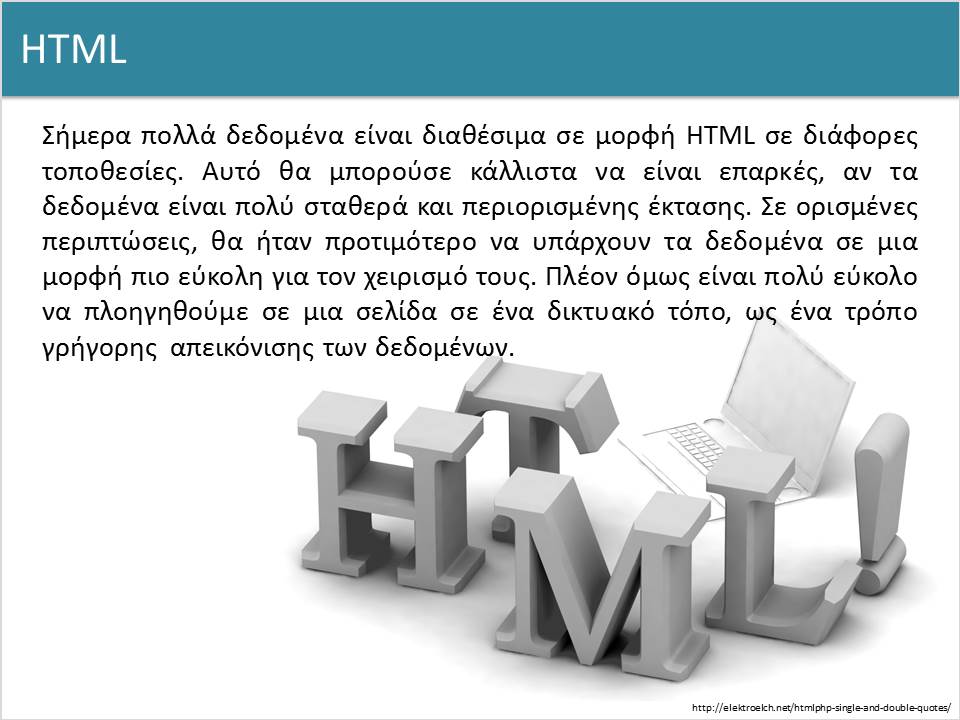 HTML
Σήμερα πολλά δεδομένα είναι διαθέσιμα σε μορφή HTML σε διάφορες
τοποθεσίες. Αυτό θα μπορούσε κάλλιστα να είναι επαρκές, αν τα
δεδομένα είναι πολύ σταθερά και περιορισμένης έκτασης. Σε ορισμένες
περιπτώσεις, θα ήταν προτιμότερο να υπάρχουν τα δεδομένα σε μια
μορφή πιο εύκολη για τον χειρισμό τους. Πλέον όμως είναι πολύ εύκολο
να πλοηγηθούμε σε μια σελίδα σε ένα δικτυακό τόπο, ως ένα τρόπο
γρήγορης απεικόνισης των δεδομένων.
HTML!
http://elektroelch.net/htmlphp-single-and-double-quotes/